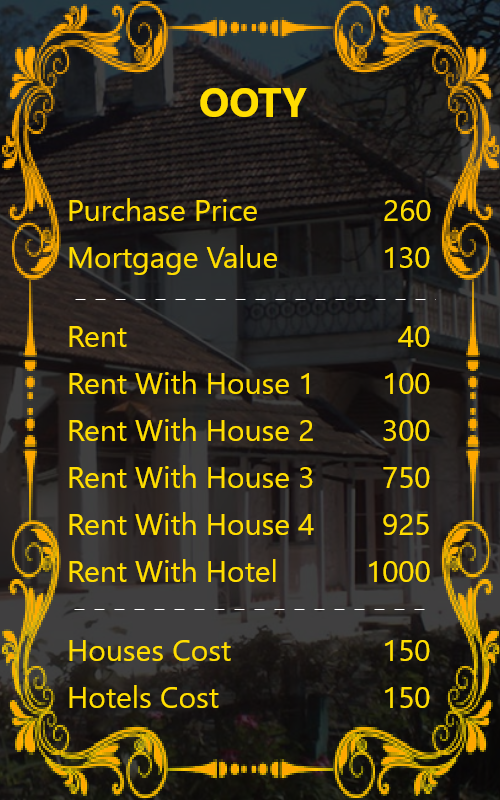 OOTY
Purchase Price 260
Mortgage Value 130
Rent 40
Rent With House 1 100
Rent With House 2 300
Rent With House 3 750
Rent With House 4 925
Rent With Hotel 1000
Houses Cost 150
Hotels Cost 150